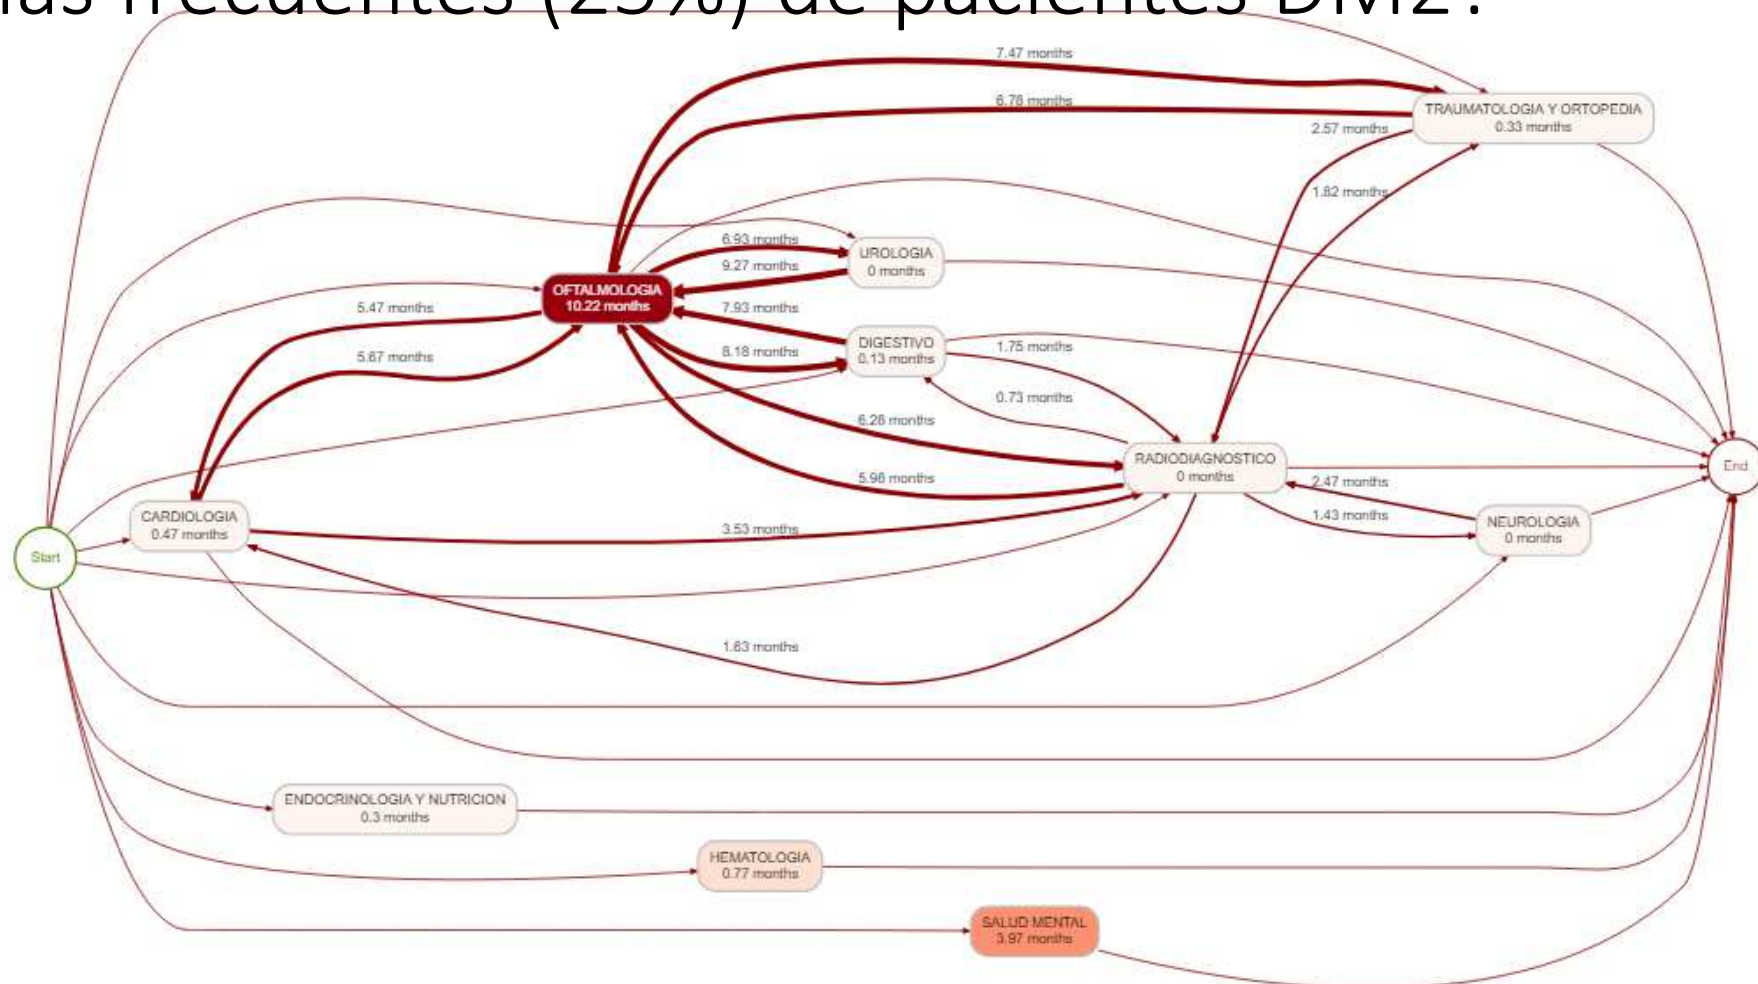 las frecuentes (25%) de pacientes DM2?
7.47 months
6.78 months
TRAUMATOLOGIA Y ORTOPEDIA
0.33 months
2.57 months
1.82 months
6.93 months
UROLOGIA
0 months
9.27 months
OFTALMOLOGIA
10.22 months
5.47 months
7.93 months
DIGESTIVO
0.13 months
8.18 months
1.75 months
5.67 months
0.73 months
6.28 months
RADIODIAGNOSTICO
0 months
End
5.98 months
2.47 months
1.43 months
NEUROLOGIA
0 months
CARDIOLOGIA
0.47 months
3.53 months
Start
1.63 months
ENDOCRINOLOGIA Y NUTRICION
0.3 months
HEMATOLOGIA
0.77 months
SALUD MENTAL
3.97 months